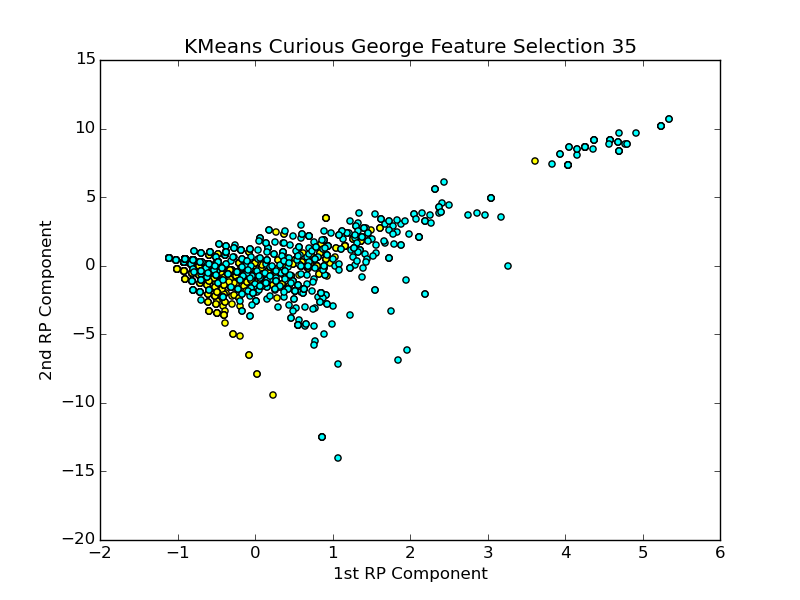 KMeans Curious George Feature Selection 35
15
10
5
0
−5
−10
−15
−20
2nd RP Component
−2 −1 0 1 2 3 4 5 6
1st RP Component